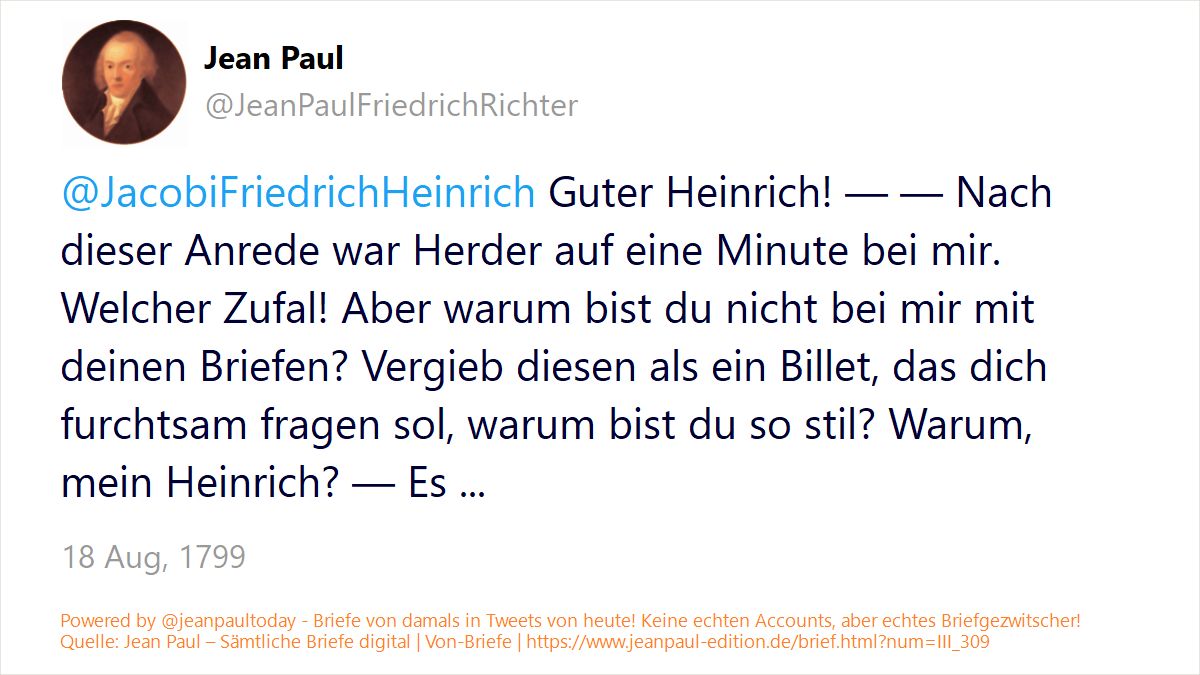 Jean Paul
@JeanPaulFriedrichRichter
@JacobiFriedrichHeinrich Guter Heinrich! — — Nach
dieser Anrede war Herder auf eine Minute bei mir.
Welcher Zufal! Aber warum bist du nicht bei mir mit
deinen Briefen? Vergieb diesen als ein Billet, das dich
furchtsam fragen sol, warum bist du so stil? Warum,
mein Heinrich? — Es ...
18 Aug, 1799
Powered by @jeanpaultoday - Briefe von damals in Tweets von heute! Keine echten Accounts, aber echtes Briefgezwitscher!
Quelle: Jean Paul – Sämtliche Briefe digital | Von-Briefe | https://www.jeanpaul-edition.de/brief.html?num=III_309